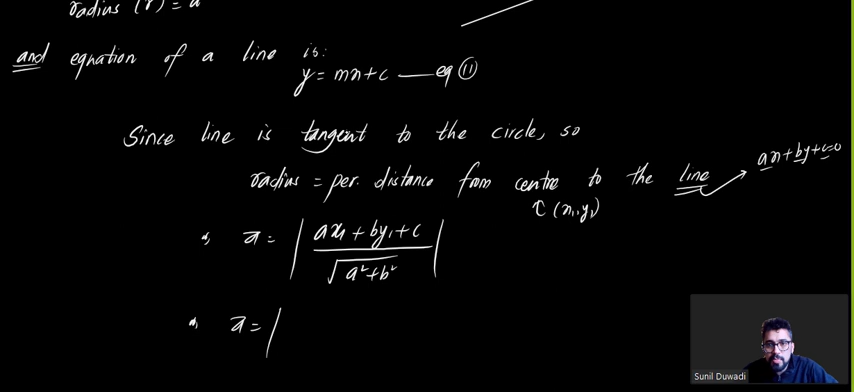 radius (r) = a
and equation of a line is:
y = mx + c —— eq ⑪
Since line is tangent to the circle, so
radius = per. distance from centre to the line → ax + by + c = 0
(x₁, y₁)
a = | ax₁ + by₁ + c / √a² + b² |
a = |
Sunil Duwadi